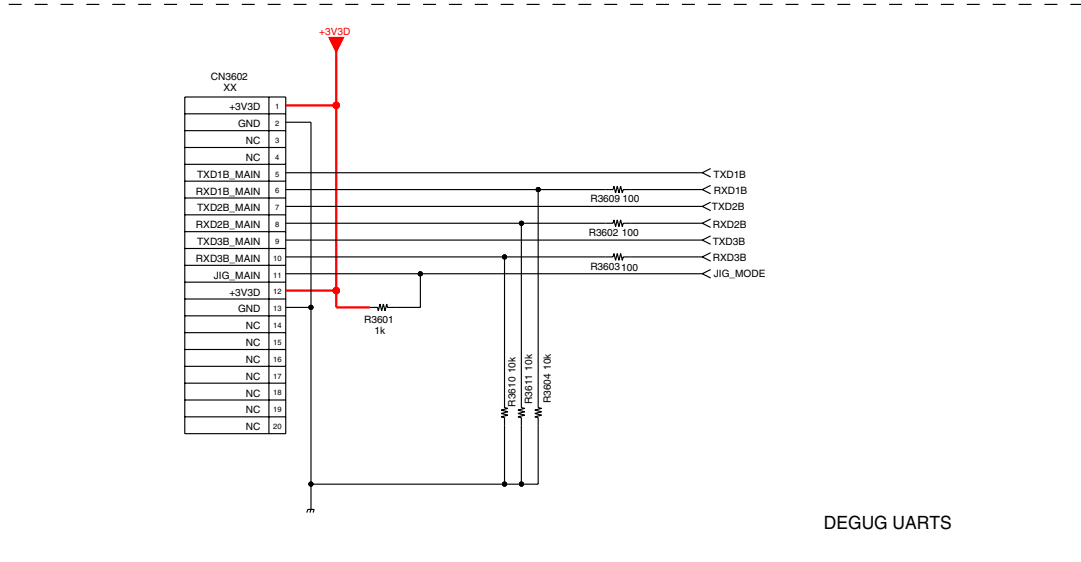 +3V3D
CN3602
XX
+3V3D 1
GND 2
NC 3
NC 4
TXD1B_MAIN 5 TXD1B
RXD1B_MAIN 6 RXD1B
R3609 100
TXD2B_MAIN 7 TXD2B
RXD2B_MAIN 8 RXD2B
R3602 100
TXD3B_MAIN 9 TXD3B
RXD3B_MAIN 10 RXD3B
R3603 100
JIG_MAIN 11 JIG_MODE
+3V3D 12
GND 13
R3601
1k
NC 14
NC 15
NC 16
NC 17
NC 18
NC 19
NC 20
R3610 10k
R3611 10k
R3604 10k
DEGUG UARTS